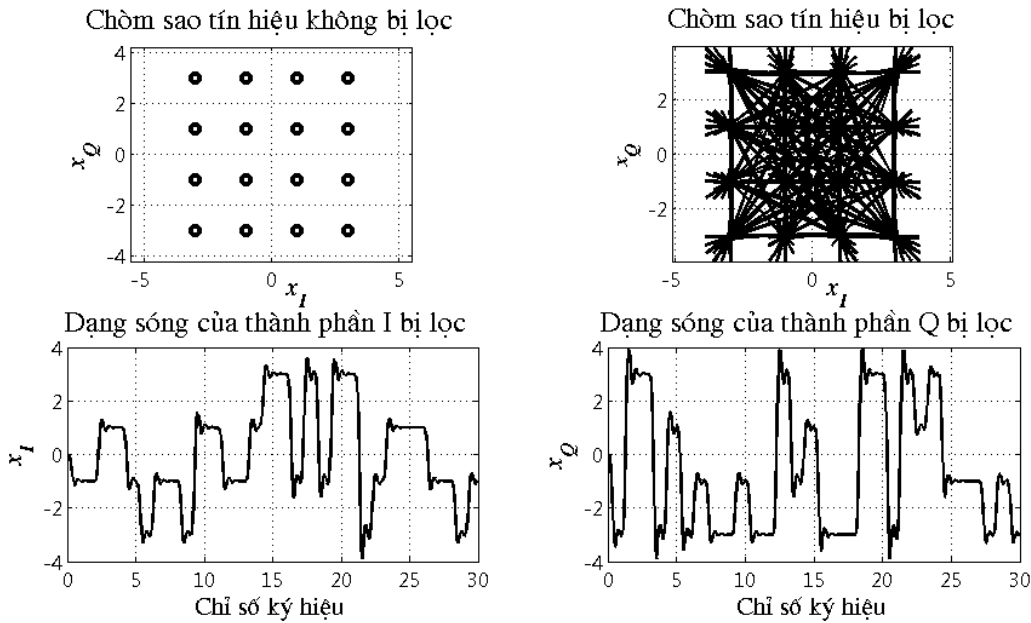 Chòm sao tín hiệu không bị lọc
4
2
0
-2
-4
-5
0
5
x_Q
x_I
Chòm sao tín hiệu bị lọc
2
0
-2
-5
0
5
x_Q
x_I
Dạng sóng của thành phần I bị lọc
4
2
0
-2
-4
0 5 10 15 20 25 30
x_I
Chỉ số ký hiệu
Dạng sóng của thành phần Q bị lọc
4
2
0
-2
-4
0 5 10 15 20 25 30
x_Q
Chỉ số ký hiệu